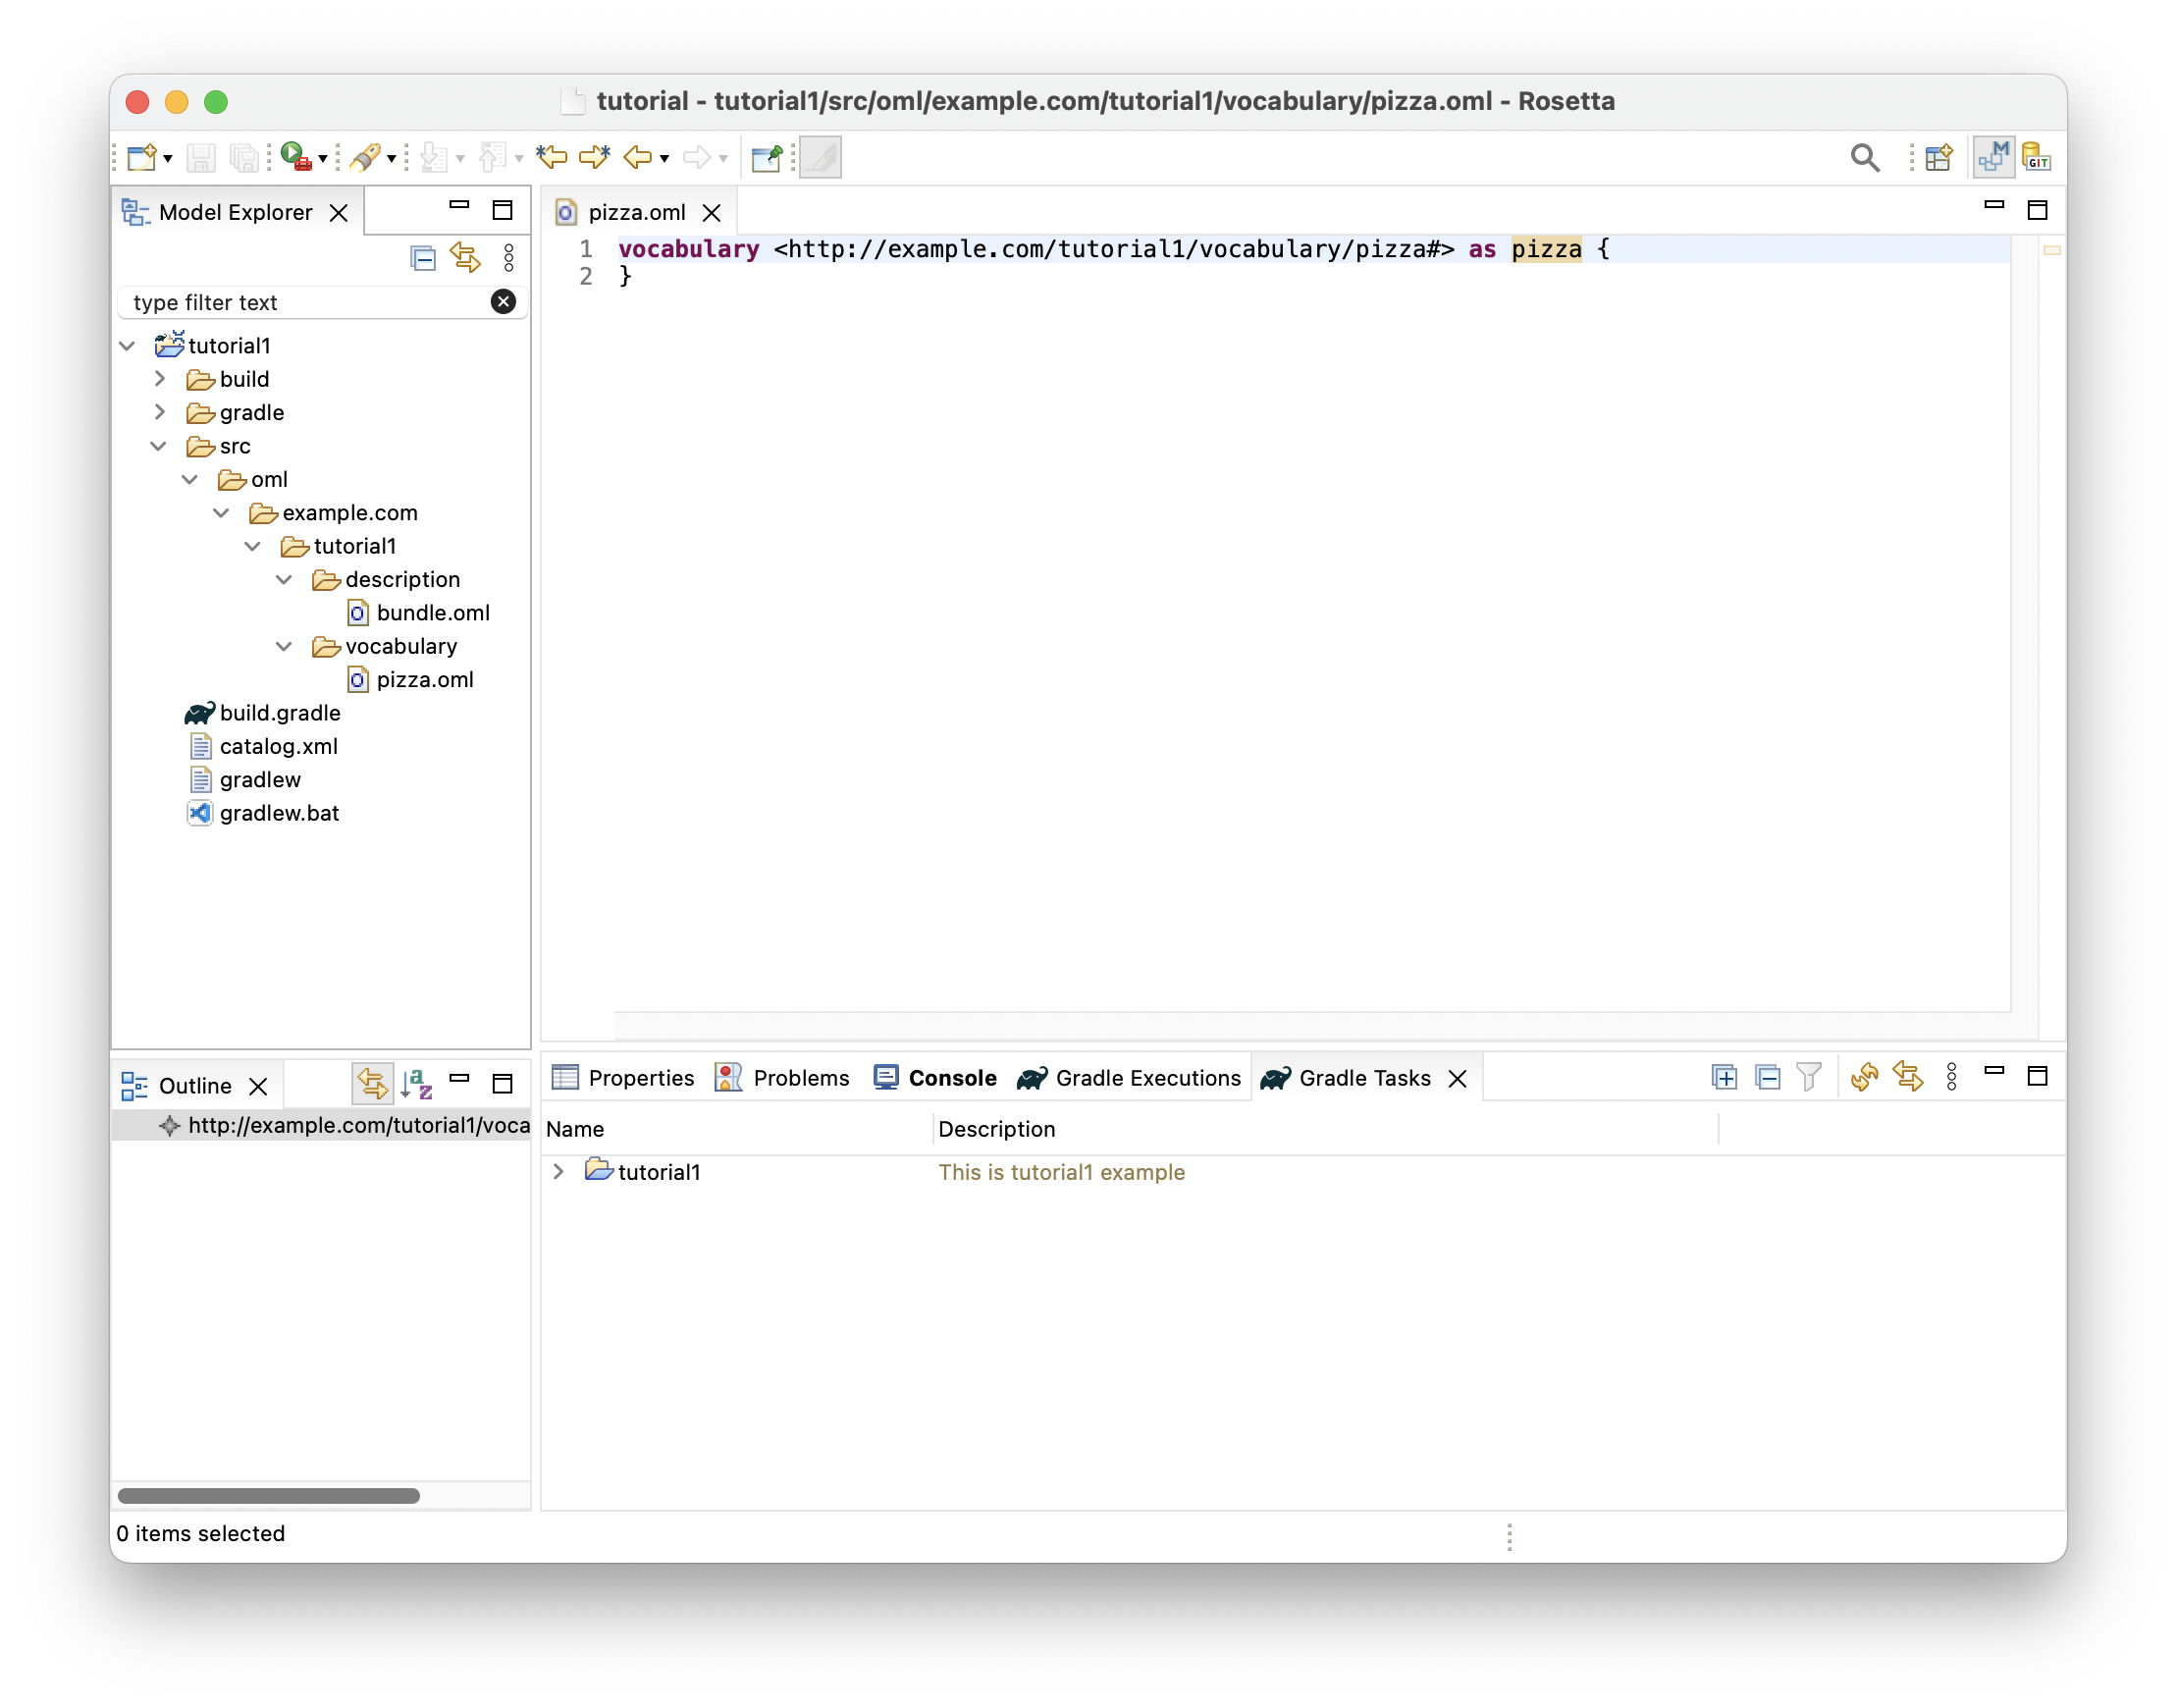 tutorial - tutorial1/src/oml/example.com/tutorial1/vocabulary/pizza.oml - Rosetta
M
GIT
Model Explorer
type filter text
tutorial1
build
gradle
src
oml
example.com
tutorial1
description
bundle.oml
vocabulary
pizza.oml
build.gradle
catalog.xml
gradlew
gradlew.bat
pizza.oml
1 vocabulary <http://example.com/tutorial1/vocabulary/pizza#> as pizza {
2 }
Outline
a
z
http://example.com/tutorial1/voca
Properties Problems Console Gradle Executions Gradle Tasks
Name Description
tutorial1 This is tutorial1 example
0 items selected